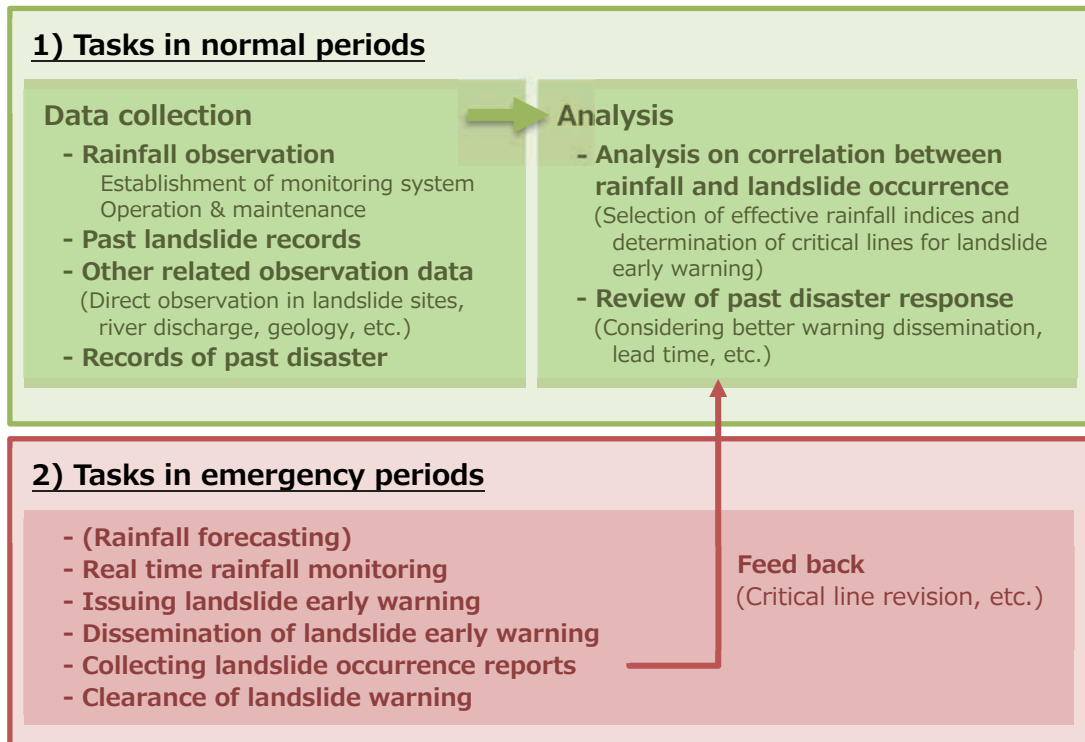 1) Tasks in normal periods
Data collection
- Rainfall observation
Establishment of monitoring system
Operation & maintenance
- Past landslide records
- Other related observation data
(Direct observation in landslide sites,
river discharge, geology, etc.)
- Records of past disaster
Analysis
- Analysis on correlation between
rainfall and landslide occurrence
(Selection of effective rainfall indices and
determination of critical lines for landslide
early warning)
- Review of past disaster response
(Considering better warning dissemination,
lead time, etc.)
2) Tasks in emergency periods
- (Rainfall forecasting)
- Real time rainfall monitoring
- Issuing landslide early warning
- Dissemination of landslide early warning
- Collecting landslide occurrence reports
- Clearance of landslide warning
Feed back
(Critical line revision, etc.)